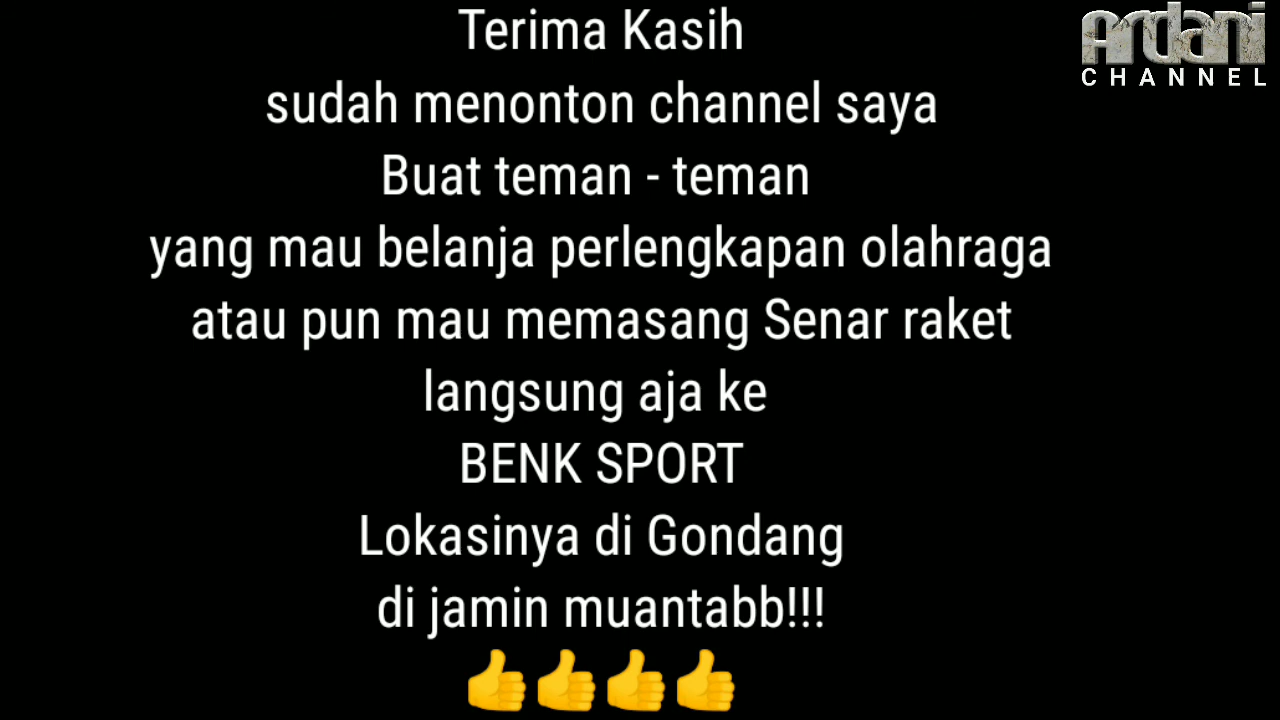 Terima Kasih
sudah menonton channel saya
Buat teman - teman
yang mau belanja perlengkapan olahraga
atau pun mau memasang Senar raket
langsung aja ke
BENK SPORT
Lokasinya di Gondang
di jamin muantabb!!!
👍👍👍👍
Ardani
CHANNEL